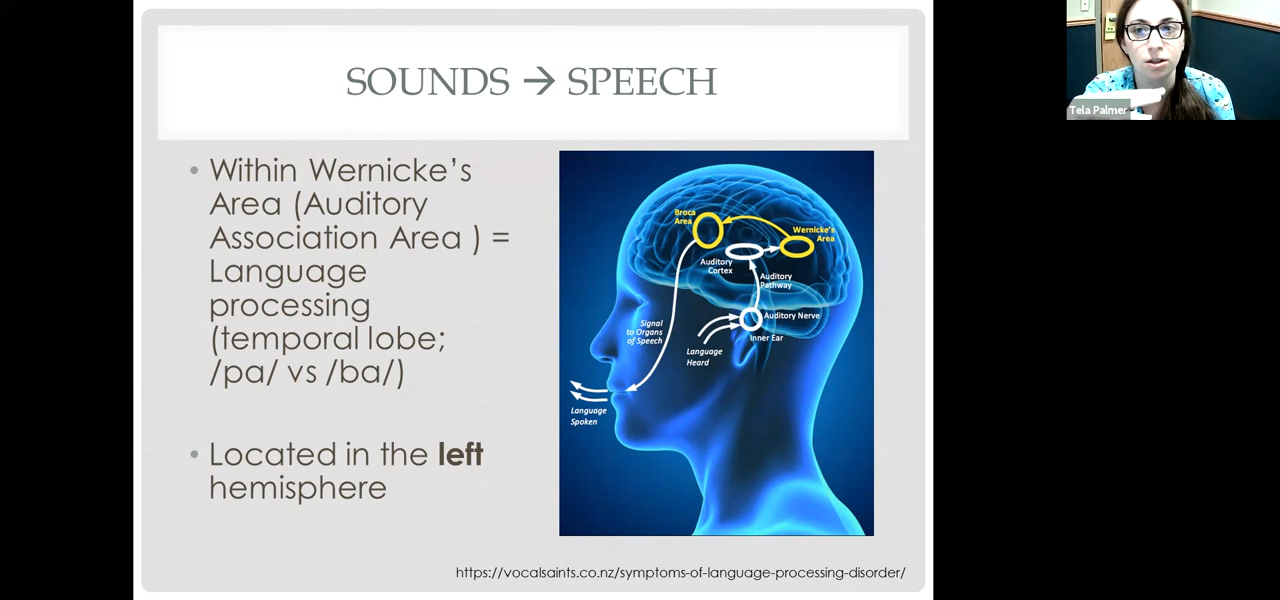 SOUNDS → SPEECH
• Within Wernicke’s
Area (Auditory
Association Area ) =
Language
processing
(temporal lobe;
/pa/ vs /ba/)
• Located in the left
hemisphere
Broca
Area
Wernicke's
Area
Auditory
Cortex
Auditory
Pathway
Auditory Nerve
Inner Ear
Signal
to Organs
of Speech
Language
Heard
Language
Spoken
https://vocalsaints.co.nz/symptoms-of-language-processing-disorder/
Tela Palmer